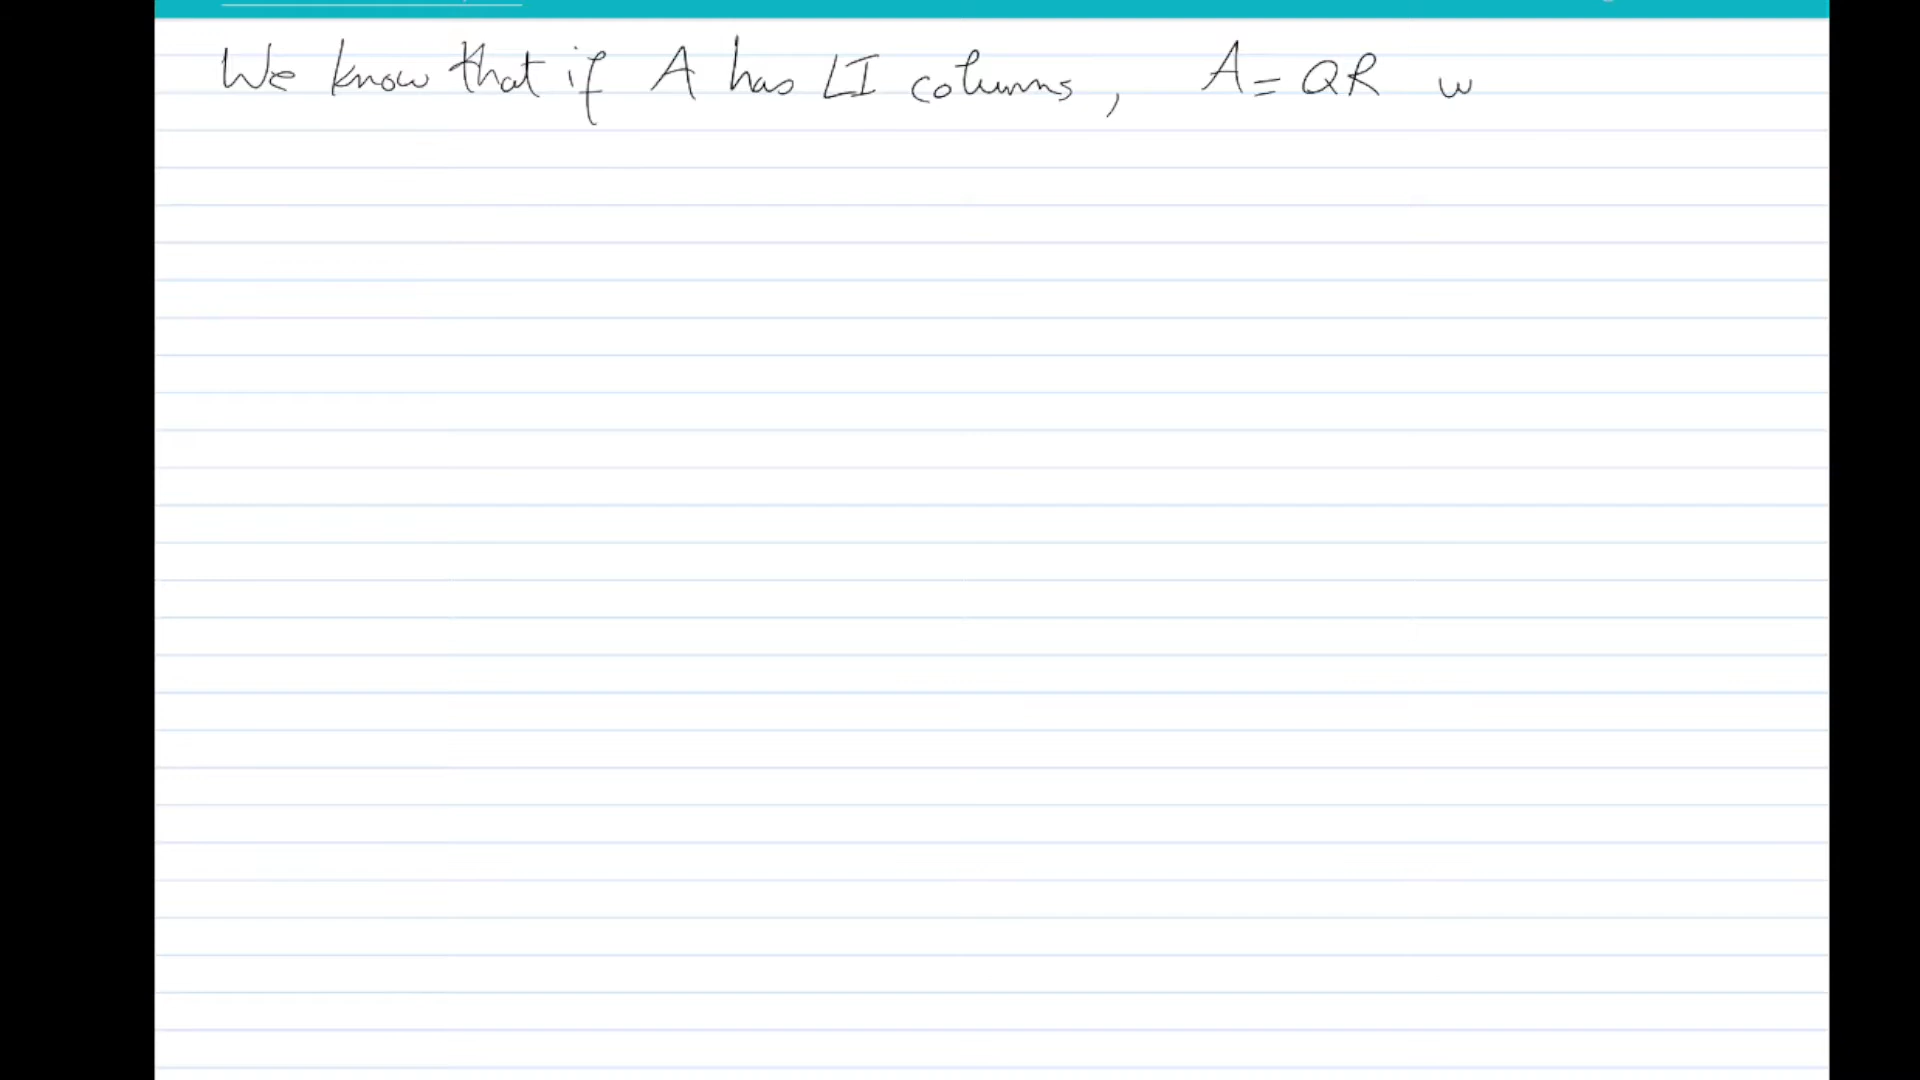 We know that if A has LI columns, A = QR w